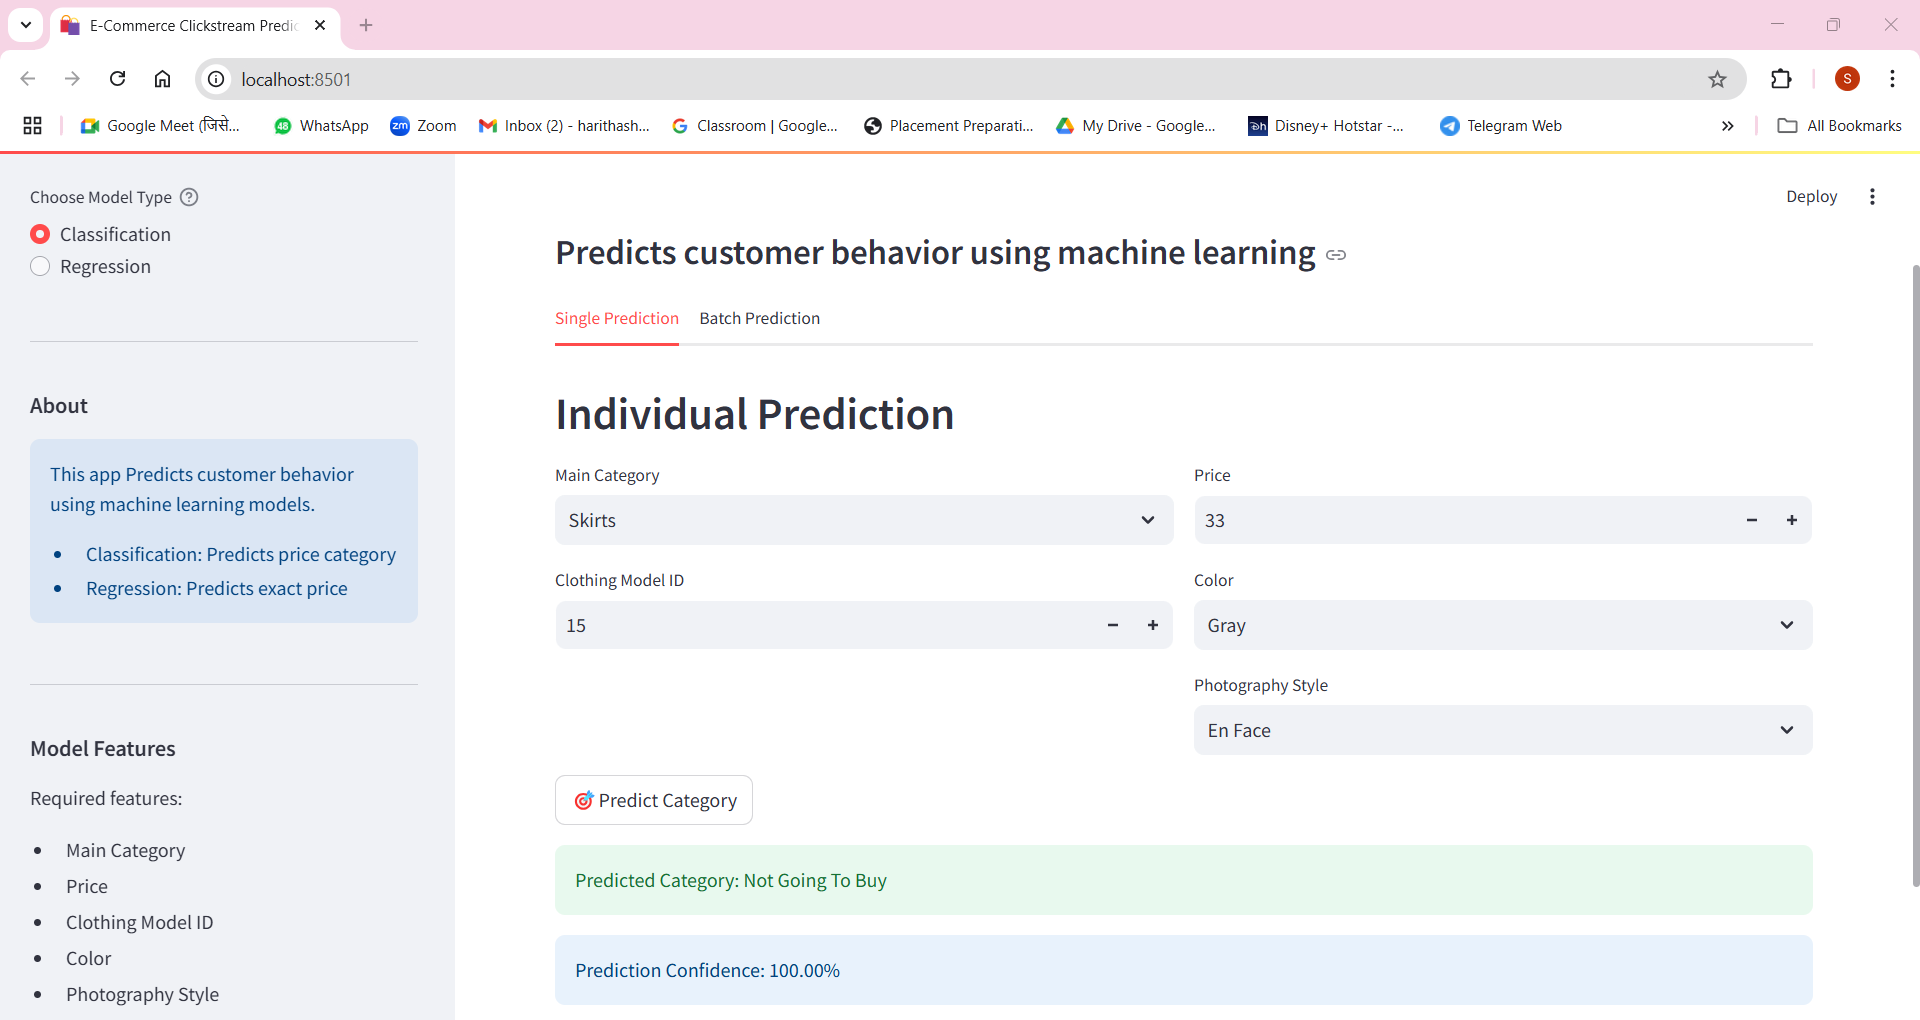 E-Commerce Clickstream Predic
localhost:8501
S
Google Meet (जिसे...
48
WhatsApp
zm
Zoom
Inbox (2) - harithash...
Classroom | Google...
Placement Preparati...
My Drive - Google...
Disney+ Hotstar -...
Telegram Web
All Bookmarks
Choose Model Type
Classification
Regression
About
This app Predicts customer behavior
using machine learning models.
Classification: Predicts price category
Regression: Predicts exact price
Model Features
Required features:
Main Category
Price
Clothing Model ID
Color
Photography Style
Deploy
Predicts customer behavior using machine learning
Single Prediction
Batch Prediction
Individual Prediction
Main Category
Skirts
Price
33
Clothing Model ID
15
Color
Gray
Photography Style
En Face
Predict Category
Predicted Category: Not Going To Buy
Prediction Confidence: 100.00%